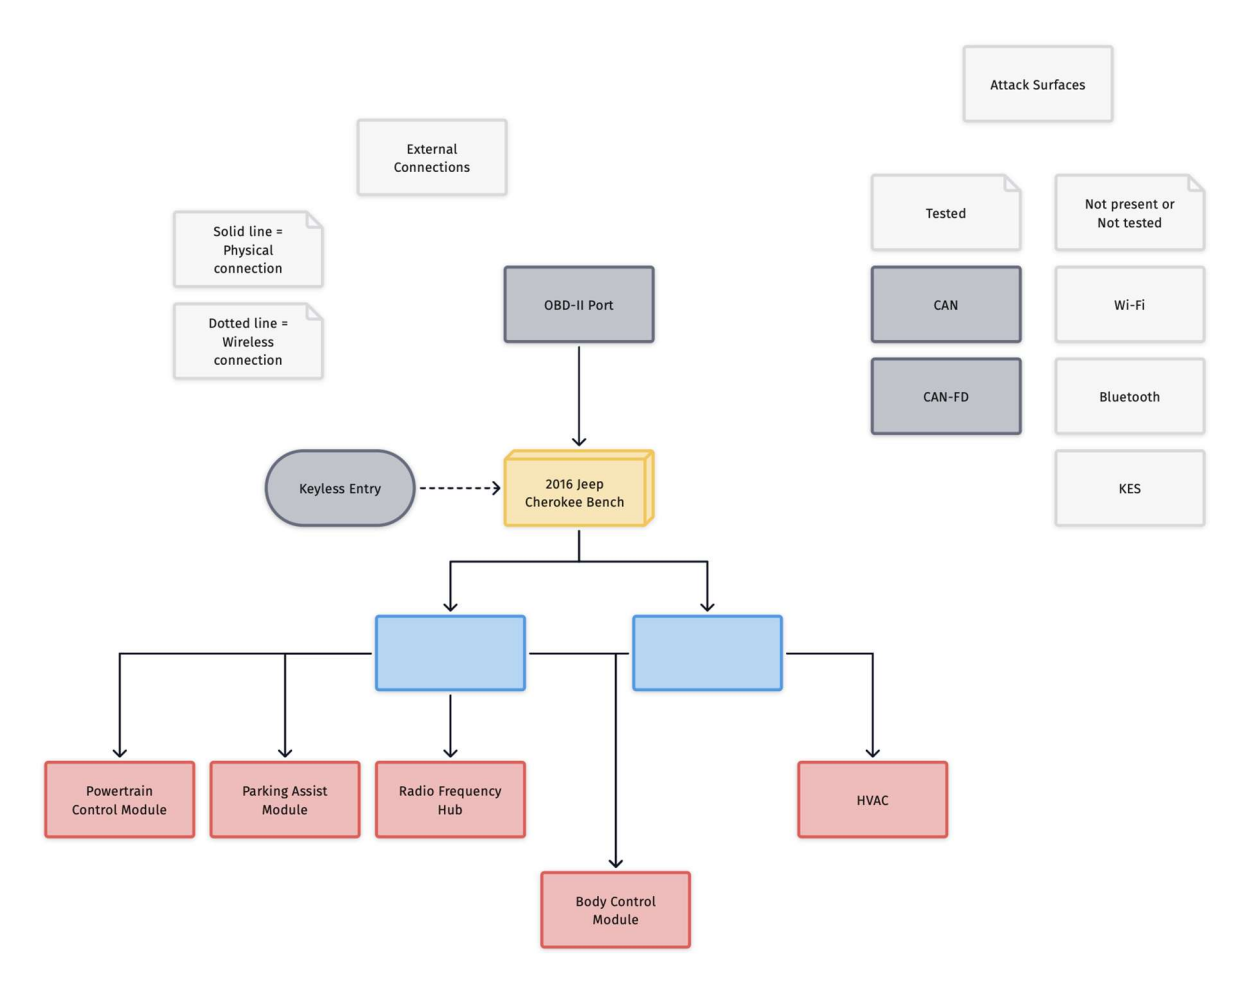 Attack Surfaces
External
Connections
Tested
Not present or
Not tested
Solid line =
Physical
connection
OBD-II Port
CAN
Wi-Fi
Dotted line =
Wireless
connection
CAN-FD
Bluetooth
Keyless Entry
2016 Jeep
Cherokee Bench
KES
Powertrain
Control Module
Parking Assist
Module
Radio Frequency
Hub
HVAC
Body Control
Module